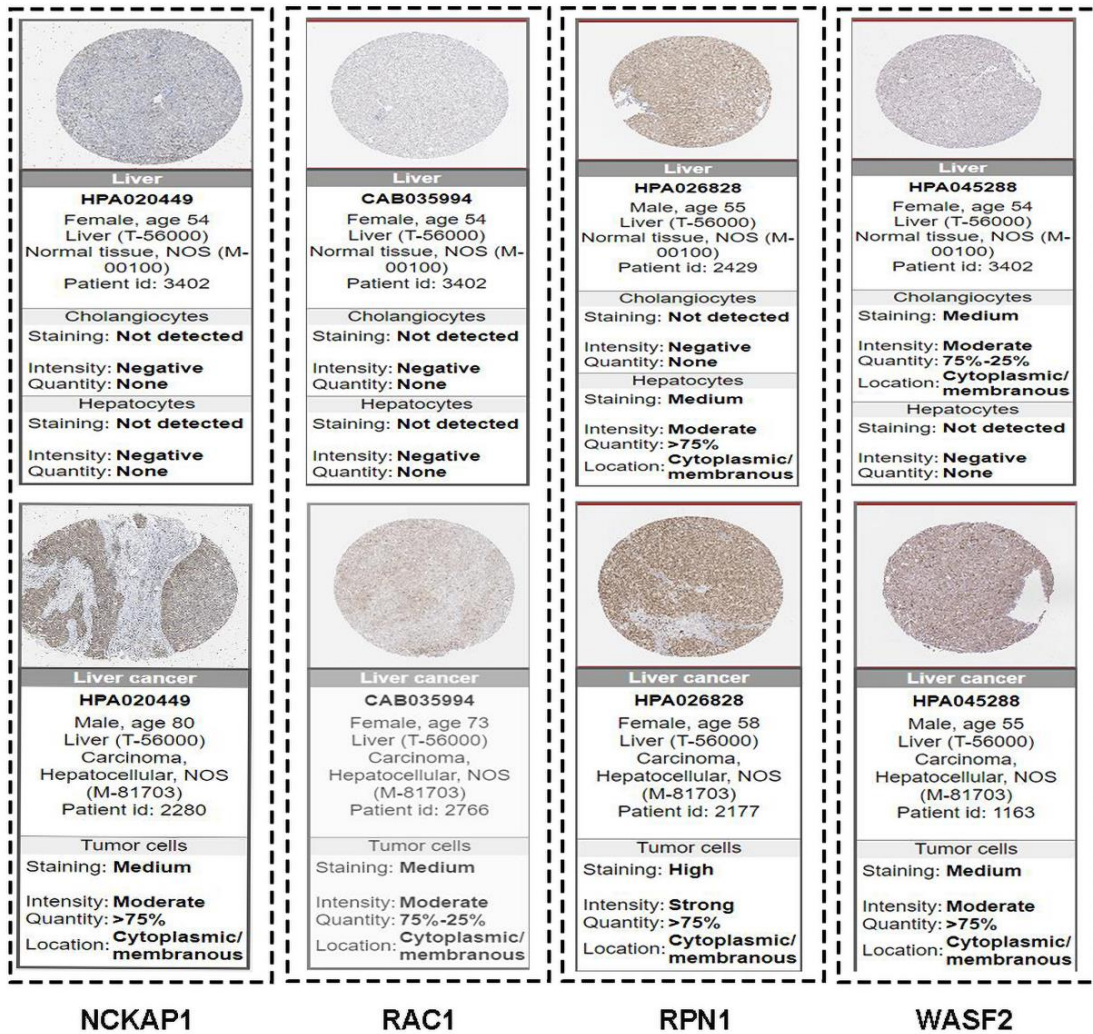 Liver
HPA020449
Female, age 54
Liver (T-56000)
Normal tissue, NOS (M-
00100)
Patient id: 3402
Cholangiocytes
Staining: Not detected
Intensity: Negative
Quantity: None
Hepatocytes
Staining: Not detected
Intensity: Negative
Quantity: None
Liver cancer
HPA020449
Male, age 80
Liver (T-56000)
Carcinoma,
Hepatocellular, NOS
(M-81703)
Patient id: 2280
Tumor cells
Staining: Medium
Intensity: Moderate
Quantity: >75%
Location: Cytoplasmic/
membranous
NCKAP1
Liver
CAB035994
Female, age 54
Liver (T-56000)
Normal tissue, NOS (M-
00100)
Patient id: 3402
Cholangiocytes
Staining: Not detected
Intensity: Negative
Quantity: None
Hepatocytes
Staining: Not detected
Intensity: Negative
Quantity: None
Liver cancer
CAB035994
Female, age 73
Liver (T-56000)
Carcinoma,
Hepatocellular, NOS
(M-81703)
Patient id: 2766
Tumor cells
Staining: Medium
Intensity: Moderate
Quantity: 75%-25%
Location: Cytoplasmic/
membranous
RAC1
Liver
HPA026828
Male, age 55
Liver (T-56000)
Normal tissue, NOS (M-
00100)
Patient id: 2429
Cholangiocytes
Staining: Not detected
Intensity: Negative
Quantity: None
Hepatocytes
Staining: Medium
Intensity: Moderate
Quantity: >75%
Location: Cytoplasmic/
membranous
Liver cancer
HPA026828
Female, age 58
Liver (T-56000)
Carcinoma,
Hepatocellular, NOS
(M-81703)
Patient id: 2177
Tumor cells
Staining: High
Intensity: Strong
Quantity: >75%
Location: Cytoplasmic/
membranous
RPN1
Liver
HPA045288
Female, age 54
Liver (T-56000)
Normal tissue, NOS (M-
00100)
Patient id: 3402
Cholangiocytes
Staining: Medium
Intensity: Moderate
Quantity: 75%-25%
Location: Cytoplasmic/
membranous
Hepatocytes
Staining: Not detected
Intensity: Negative
Quantity: None
Liver cancer
HPA045288
Male, age 55
Liver (T-56000)
Carcinoma,
Hepatocellular, NOS
(M-81703)
Patient id: 1163
Tumor cells
Staining: Medium
Intensity: Moderate
Quantity: >75%
Location: Cytoplasmic/
membranous
WASF2